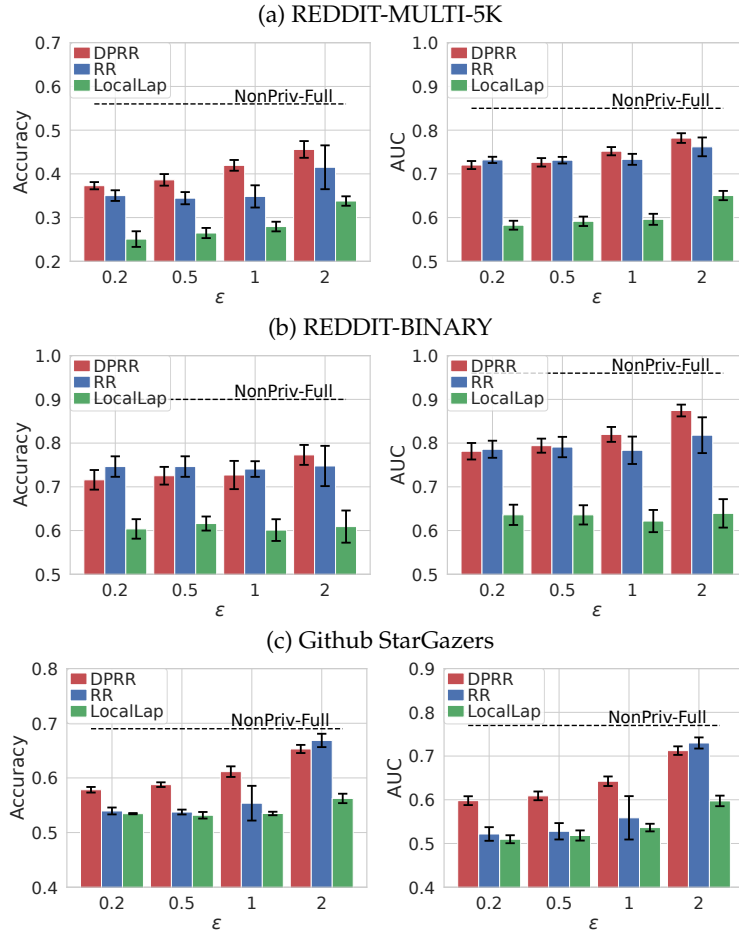 (a) REDDIT-MULTI-5K
0.7
0.6
0.5
0.4
0.3
0.2
Accuracy
DPRR
RR
LocalLap
NonPriv-Full
0.2 0.5 1 2
ε
1.0
0.9
0.8
0.7
0.6
0.5
AUC
DPRR
RR
LocalLap
NonPriv-Full
0.2 0.5 1 2
ε
(b) REDDIT-BINARY
1.0
0.9
0.8
0.7
0.6
0.5
Accuracy
DPRR
RR
LocalLap
NonPriv-Full
0.2 0.5 1 2
ε
1.0
0.9
0.8
0.7
0.6
0.5
AUC
DPRR
RR
LocalLap
NonPriv-Full
0.2 0.5 1 2
ε
(c) Github StarGazers
0.8
0.7
0.6
0.5
0.4
Accuracy
DPRR
RR
LocalLap
NonPriv-Full
0.2 0.5 1 2
ε
0.9
0.8
0.7
0.6
0.5
0.4
AUC
DPRR
RR
LocalLap
NonPriv-Full
0.2 0.5 1 2
ε